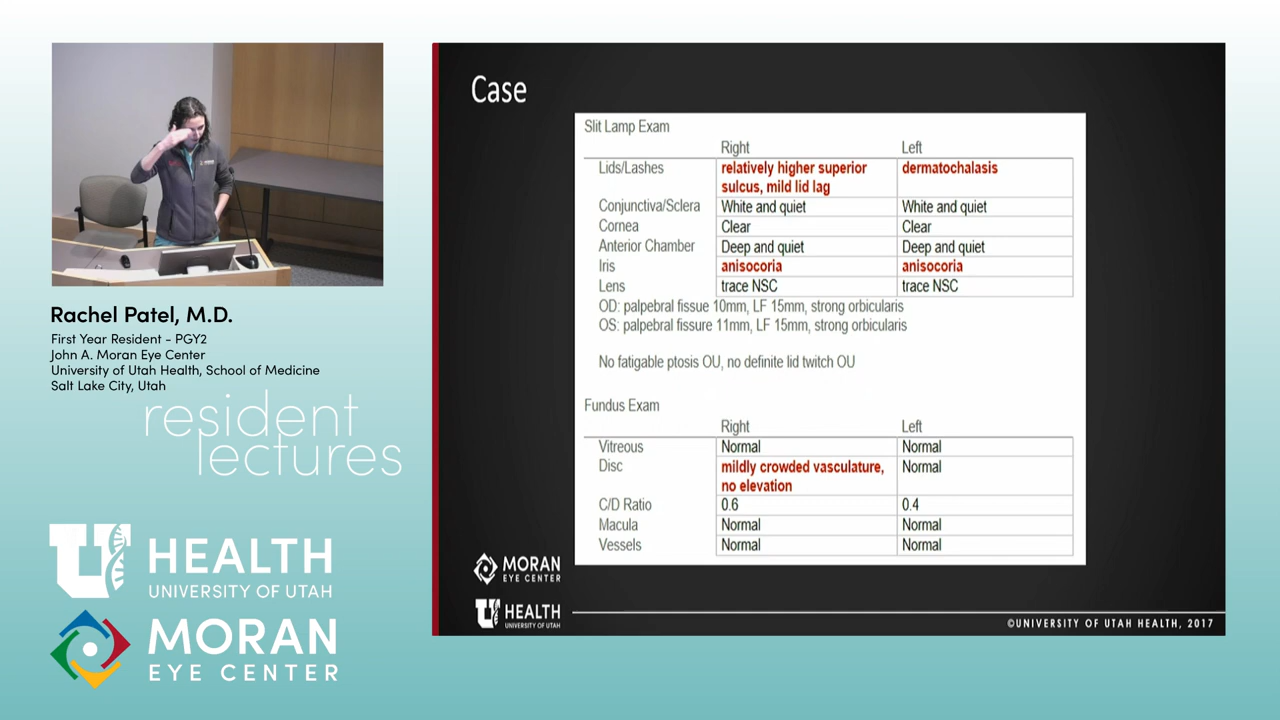 Rachel Patel, M.D.
First Year Resident - PGY2
John A. Moran Eye Center
University of Utah Health, School of Medicine
Salt Lake City, Utah
resident
lectures
U HEALTH
UNIVERSITY OF UTAH
MORAN
EYE CENTER
Case
Slit Lamp Exam
Right Left
Lids/Lashes relatively higher superior dermatochalasis
sulcus, mild lid lag
Conjunctiva/Sclera White and quiet White and quiet
Cornea Clear Clear
Anterior Chamber Deep and quiet Deep and quiet
Iris anisocoria anisocoria
Lens trace NSC trace NSC
OD: palpebral fissue 10mm, LF 15mm, strong orbicularis
OS: palpebral fissure 11mm, LF 15mm, strong orbicularis
No fatigable ptosis OU, no definite lid twitch OU
Fundus Exam
Right Left
Vitreous Normal Normal
Disc mildly crowded vasculature, Normal
no elevation
C/D Ratio 0.6 0.4
Macula Normal Normal
Vessels Normal Normal
MORAN
EYE CENTER
U HEALTH
UNIVERSITY OF UTAH
©UNIVERSITY OF UTAH HEALTH, 2017